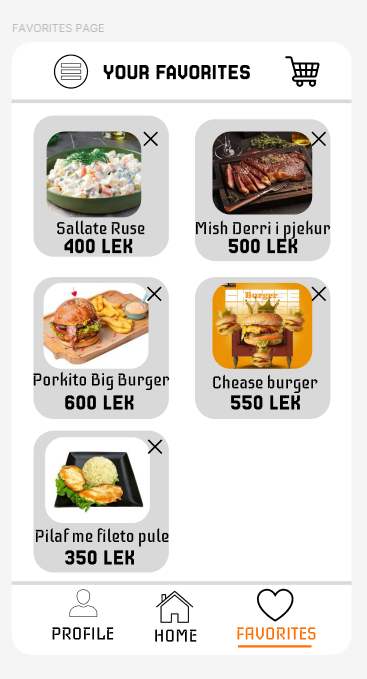 FAVORITES PAGE
YOUR FAVORITES
Sallate Ruse
400 LEK
Mish Derri i pjekur
500 LEK
Porkito Big Burger
600 LEK
Burger
Chease burger
550 LEK
Pilaf me fileto pule
350 LEK
PROFILE
HOME
FAVORITES